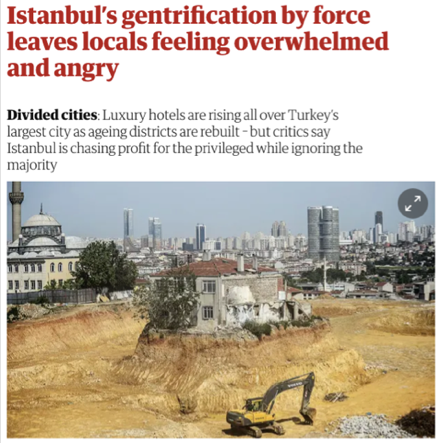 Istanbul's gentrification by force
leaves locals feeling overwhelmed
and angry
Divided cities: Luxury hotels are rising all over Turkey's
largest city as ageing districts are rebuilt – but critics say
Istanbul is chasing profit for the privileged while ignoring the
majority